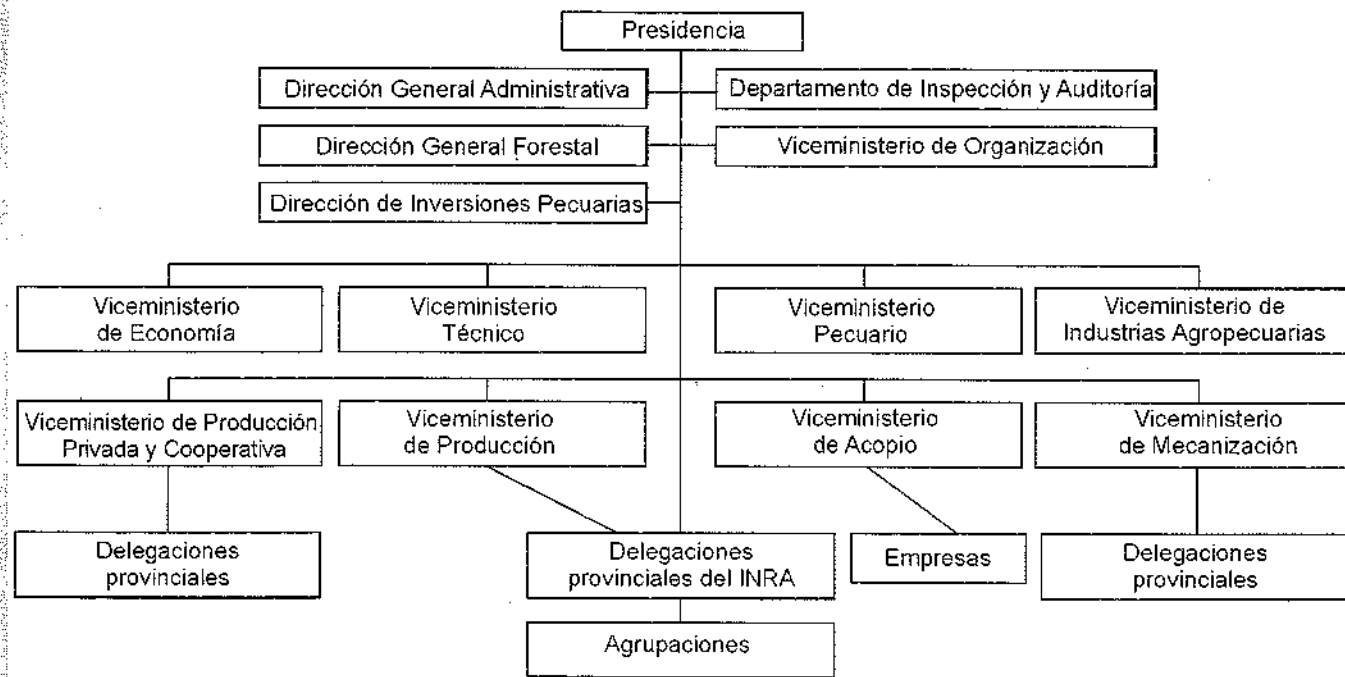 Presidencia
Dirección General Administrativa
Departamento de Inspección y Auditoría
Dirección General Forestal
Viceministerio de Organización
Dirección de Inversiones Pecuarias
Viceministerio
de Economía
Viceministerio
Técnico
Viceministerio
Pecuario
Viceministerio de
Industrias Agropecuarias
Viceministerio de Producción
Privada y Cooperativa
Viceministerio
de Producción
Viceministerio
de Acopio
Viceministerio
de Mecanización
Delegaciones
provinciales
Delegaciones
provinciales del INRA
Empresas
Delegaciones
provinciales
Agrupaciones